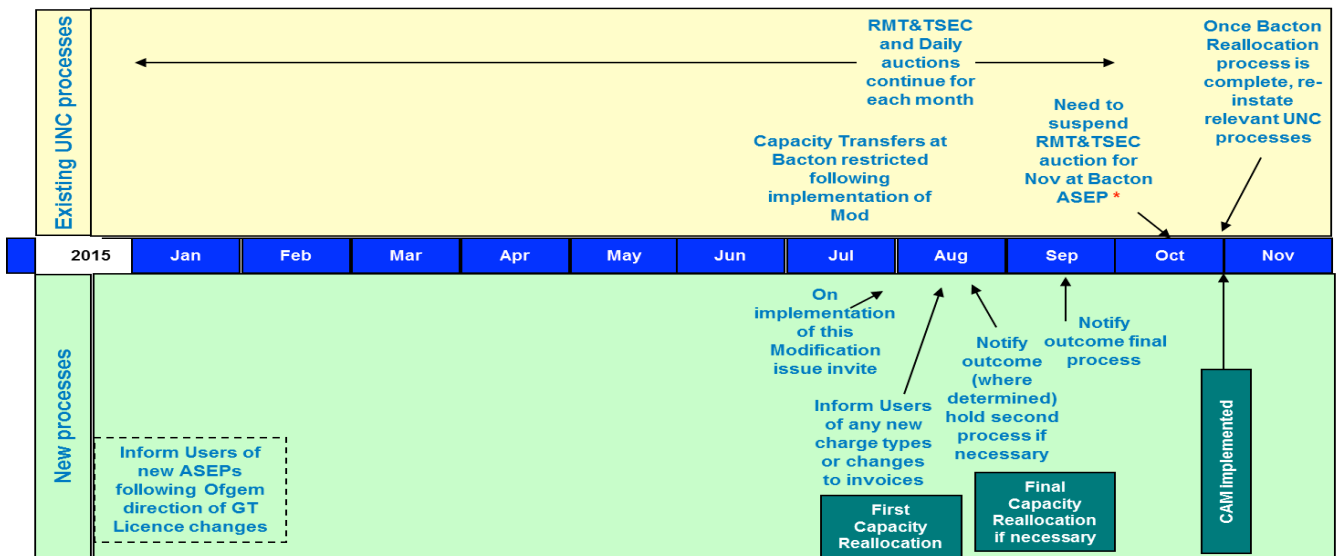 Existing UNC processes
RMT&TSEC
and Daily
auctions
continue for
each month
Once Bacton
Reallocation
process is
complete, re-
instate
relevant UNC
processes
Need to
suspend
RMT&TSEC
auction for
Nov at Bacton
ASEP *
Capacity Transfers at
Bacton restricted
following
implementation of
Mod
2015 Jan Feb Mar Apr May Jun Jul Aug Sep Oct Nov
New processes
Inform Users of
new ASEPs
following Ofgem
direction of GT
Licence changes
On
implementation
of this
Modification
issue invite
Inform Users
of any new
charge types
or changes
to invoices
Notify
outcome
(where
determined)
hold second
process if
necessary
Notify
outcome final
process
First
Capacity
Reallocation
Final
Capacity
Reallocation
if necessary
CAM implemented